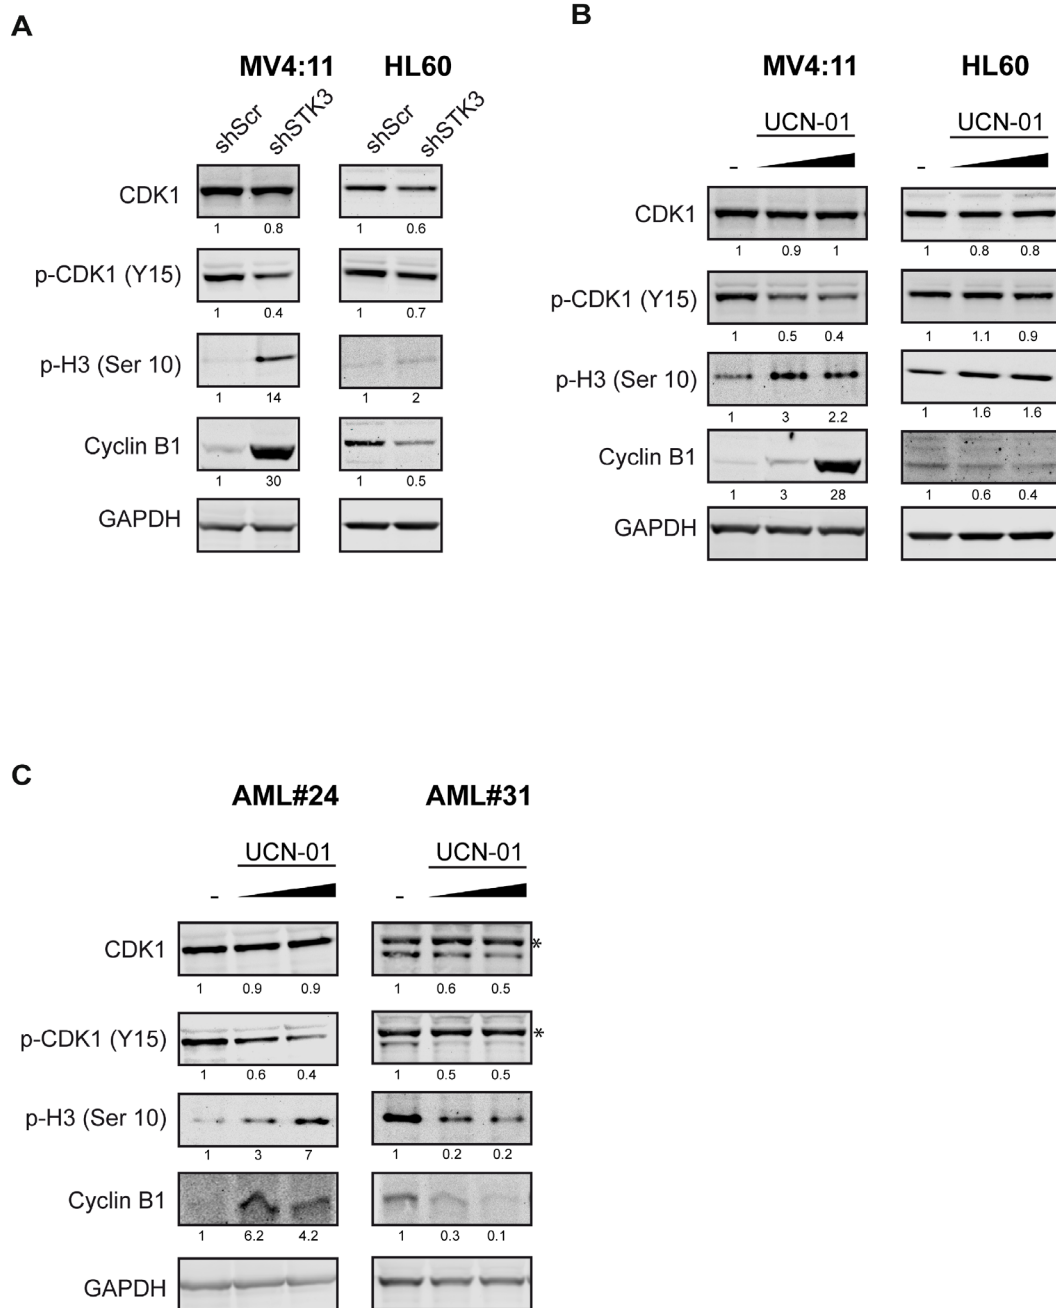 A
MV4:11 HL60
shScr shSTK3 shScr shSTK3
CDK1
1 0.8 1 0.6
p-CDK1 (Y15)
1 0.4 1 0.7
p-H3 (Ser 10)
1 14 1 2
Cyclin B1
1 30 1 0.5
GAPDH
B
MV4:11 HL60
UCN-01 UCN-01
- -
CDK1
1 0.9 1 1 0.8 0.8
p-CDK1 (Y15)
1 0.5 0.4 1 1.1 0.9
p-H3 (Ser 10)
1 3 2.2 1 1.6 1.6
Cyclin B1
1 3 28 1 0.6 0.4
GAPDH
C
AML#24 AML#31
UCN-01 UCN-01
- -
CDK1 *
1 0.9 0.9 1 0.6 0.5
p-CDK1 (Y15) *
1 0.6 0.4 1 0.5 0.5
p-H3 (Ser 10)
1 3 7 1 0.2 0.2
Cyclin B1
1 6.2 4.2 1 0.3 0.1
GAPDH